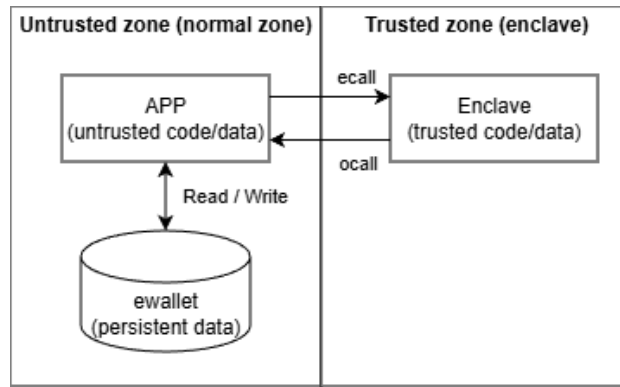 Untrusted zone (normal zone)
Trusted zone (enclave)
APP
(untrusted code/data)
ecall
Enclave
(trusted code/data)
ocall
Read / Write
ewallet
(persistent data)